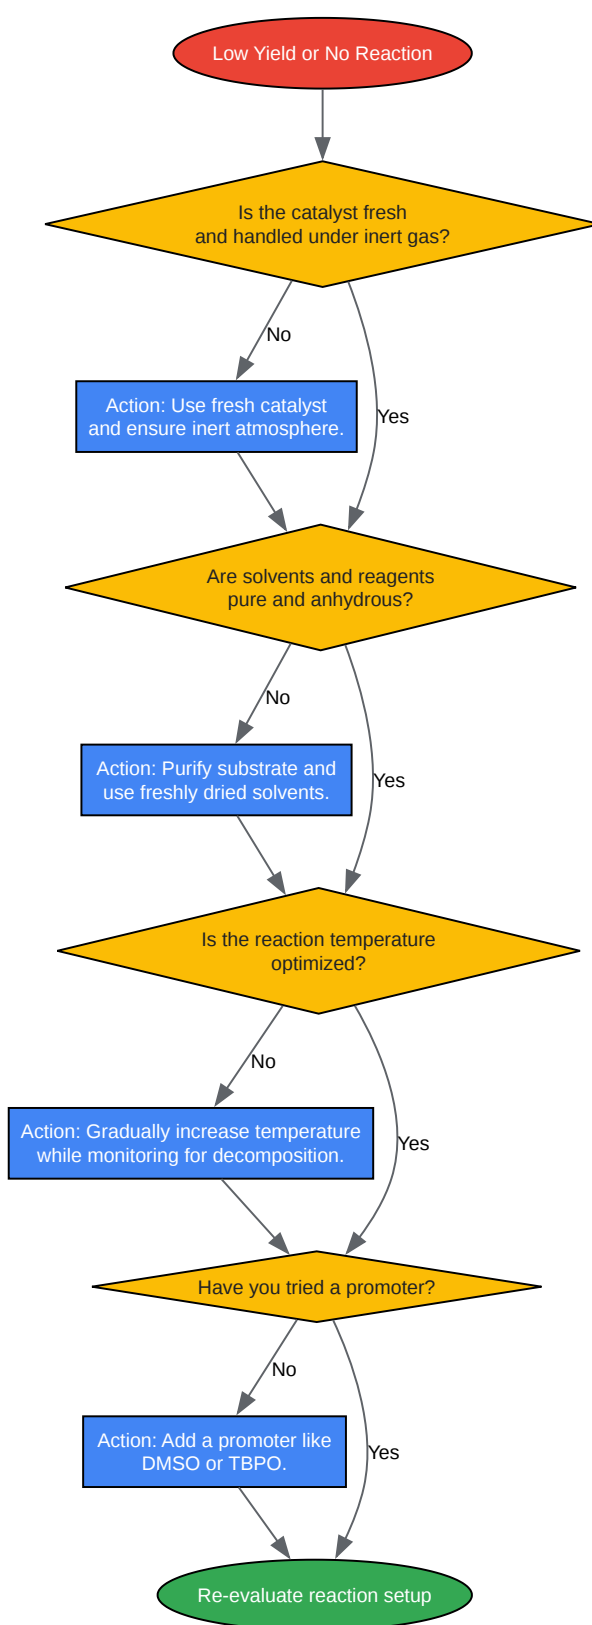 Low Yield or No Reaction
Is the catalyst fresh
and handled under inert gas?
No
Action: Use fresh catalyst
and ensure inert atmosphere.
Yes
Are solvents and reagents
pure and anhydrous?
No
Action: Purify substrate and
use freshly dried solvents.
Yes
Is the reaction temperature
optimized?
No
Action: Gradually increase temperature
while monitoring for decomposition.
Yes
Have you tried a promoter?
No
Action: Add a promoter like
DMSO or TBPO.
Yes
Re-evaluate reaction setup